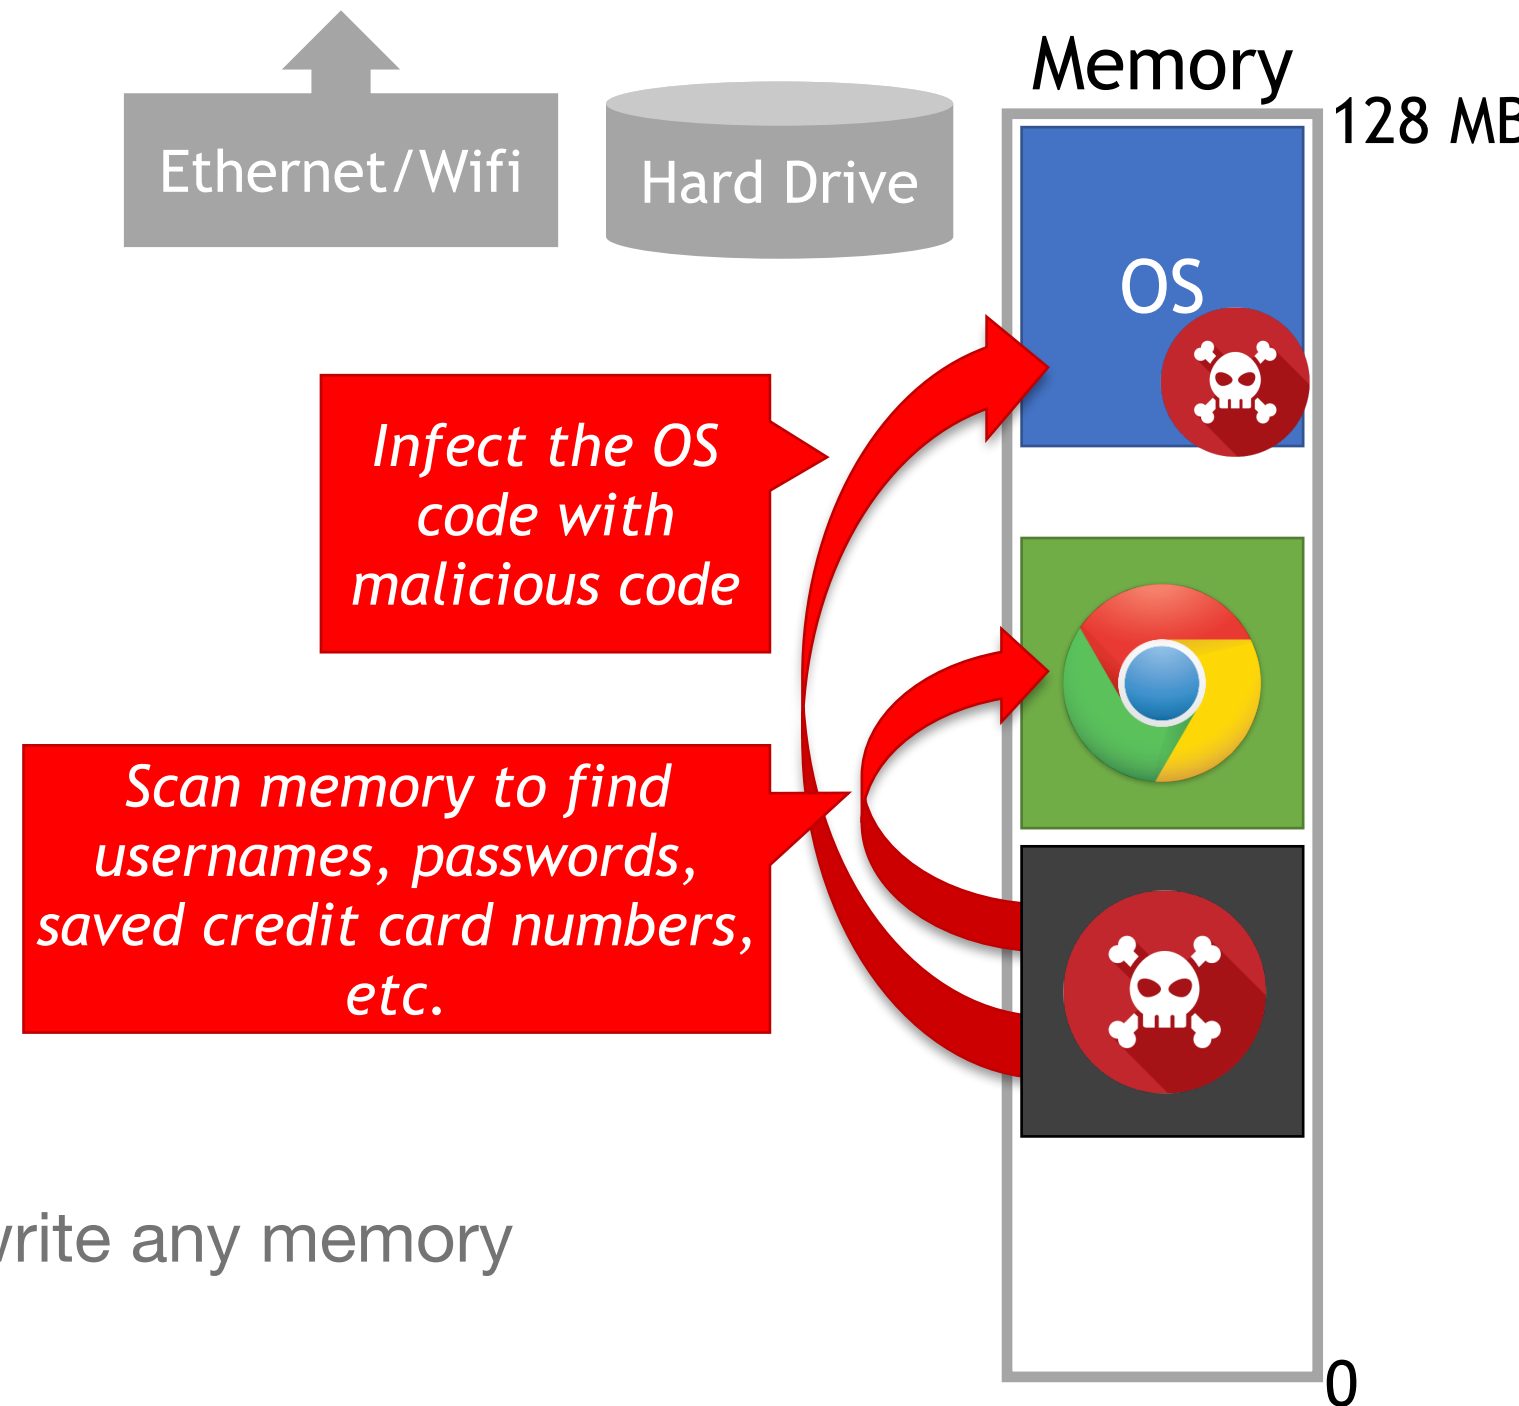 Memory
128 MB
Ethernet/Wifi
Hard Drive
OS
Infect the OS
code with
malicious code
Scan memory to find
usernames, passwords,
saved credit card numbers,
etc.
write any memory
0